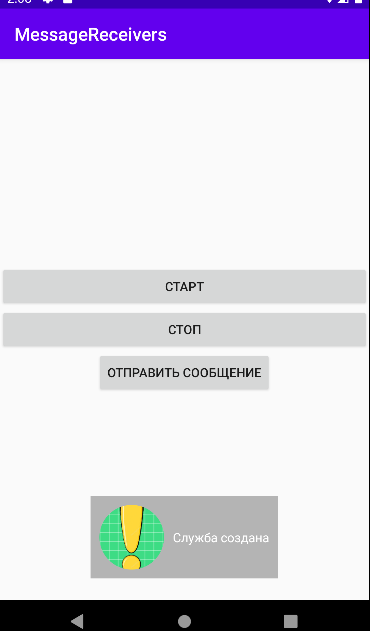 MessageReceivers
СТАРТ
СТОП
ОТПРАВИТЬ СООБЩЕНИЕ
Служба создана